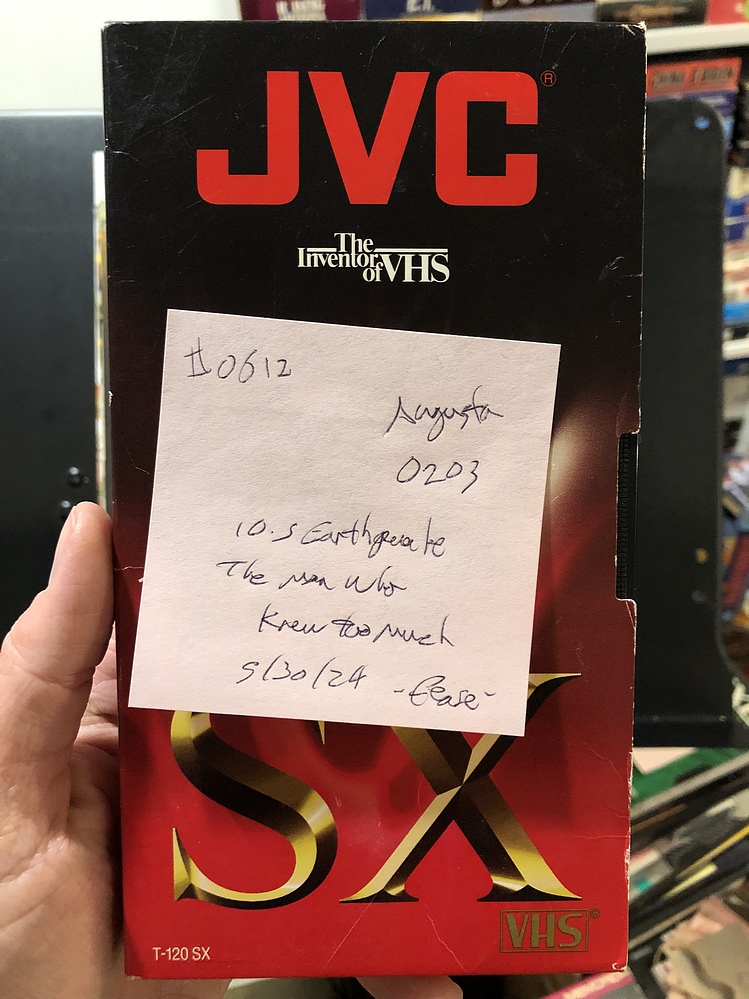 JVC®
The
Inventor
of VHS
#0612
Augusta
0203
10.5 Earthquake
The Man Who
Knew too Much
5/30/24 -Erase-
SX
VHS®
T-120 SX